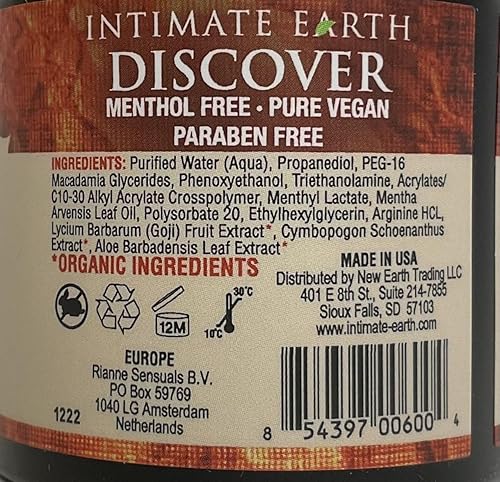 INTIMATE EARTH
DISCOVER
MENTHOL FREE • PURE VEGAN
PARABEN FREE
INGREDIENTS: Purified Water (Aqua), Propanediol, PEG-16
Macadamia Glycerides, Phenoxyethanol, Triethanolamine, Acrylates/
C10-30 Alkyl Acrylate Crosspolymer, Menthyl Lactate, Mentha
Arvensis Leaf Oil, Polysorbate 20, Ethylhexylglycerin, Arginine HCL,
Lycium Barbarum (Goji) Fruit Extract*, Cymbopogon Schoenanthus
Extract*, Aloe Barbadensis Leaf Extract*
*ORGANIC INGREDIENTS
MADE IN USA
Distributed by New Earth Trading LLC
401 E 8th St., Suite 214-7855
Sioux Falls, SD 57103
www.intimate-earth.com
12M
30°C
10°C
EUROPE
Rianne Sensuals B.V.
PO Box 59769
1040 LG Amsterdam
Netherlands
1222
8 54397 00600 4